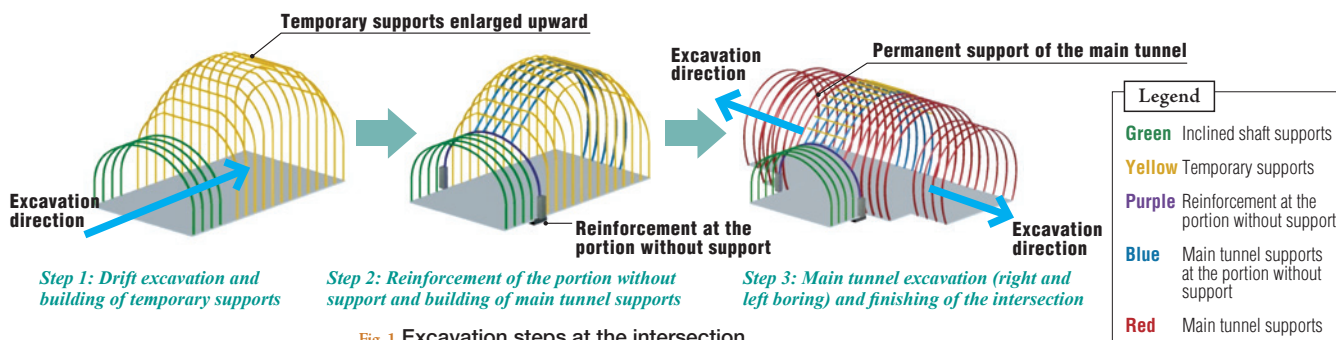 Temporary supports enlarged upward
Excavation
direction
Step 1: Drift excavation and
building of temporary supports
Reinforcement at the
portion without support
Step 2: Reinforcement of the portion without
support and building of main tunnel supports
Excavation
direction
Permanent support of the main tunnel
Excavation
direction
Step 3: Main tunnel excavation (right and
left boring) and finishing of the intersection
Legend
Green Inclined shaft supports
Yellow Temporary supports
Purple Reinforcement at the
portion without support
Blue Main tunnel supports
at the portion without
support
Red Main tunnel supports
Fig. 1 Excavation steps at the intersection